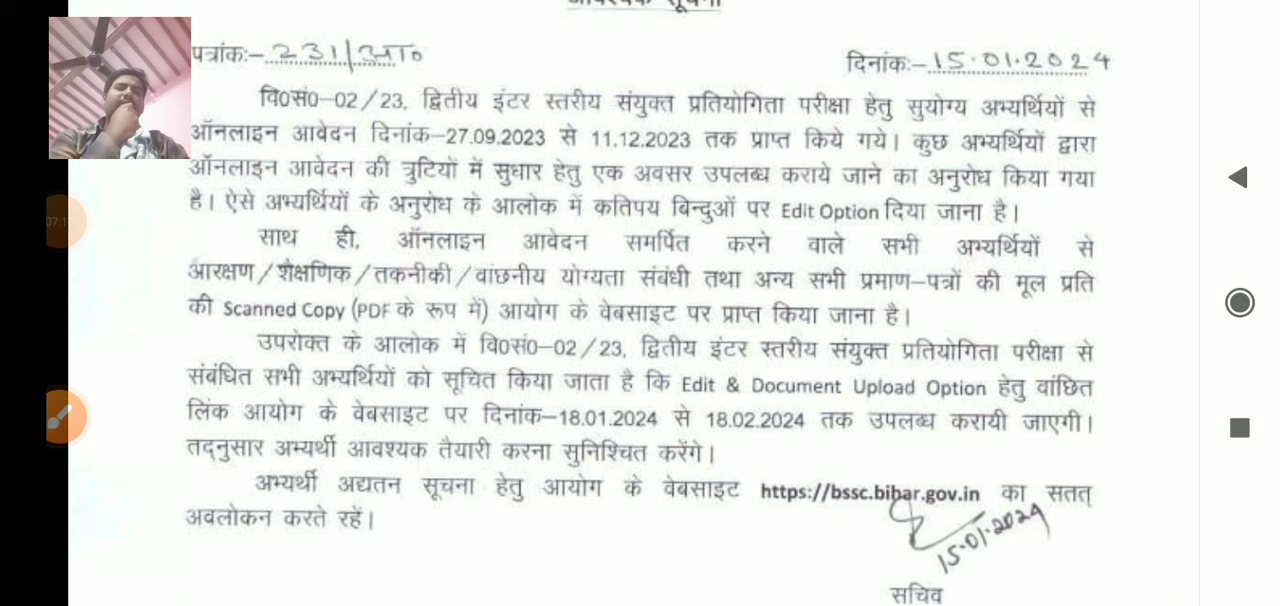 आवश्यक सूचना
पत्रांकः- 231/अरा०
दिनांकः- 15.01.2024
वि0सं0-02/23, द्वितीय इंटर स्तरीय संयुक्त प्रतियोगिता परीक्षा हेतु सुयोग्य अभ्यर्थियों से
ऑनलाइन आवेदन दिनांक-27.09.2023 से 11.12.2023 तक प्राप्त किये गये। कुछ अभ्यर्थियों द्वारा
ऑनलाइन आवेदन की त्रुटियों में सुधार हेतु एक अवसर उपलब्ध कराये जाने का अनुरोध किया गया
है। ऐसे अभ्यर्थियों के अनुरोध के आलोक में कतिपय बिन्दुओं पर Edit Option दिया जाना है।
साथ ही, ऑनलाइन आवेदन समर्पित करने वाले सभी अभ्यर्थियों से
आरक्षण/शैक्षणिक/तकनीकी/वांछनीय योग्यता संबंधी तथा अन्य सभी प्रमाण-पत्रों की मूल प्रति
की Scanned Copy (PDF के रूप में) आयोग के वेबसाइट पर प्राप्त किया जाना है।
उपरोक्त के आलोक में वि0सं0-02/23, द्वितीय इंटर स्तरीय संयुक्त प्रतियोगिता परीक्षा से
संबंधित सभी अभ्यर्थियों को सूचित किया जाता है कि Edit & Document Upload Option हेतु वांछित
लिंक आयोग के वेबसाइट पर दिनांक-18.01.2024 से 18.02.2024 तक उपलब्ध करायी जाएगी।
तद्नुसार अभ्यर्थी आवश्यक तैयारी करना सुनिश्चित करेंगे।
अभ्यर्थी अद्यतन सूचना हेतु आयोग के वेबसाइट https://bssc.bihar.gov.in का सतत्
अवलोकन करते रहें।
15.01.2024
सचिव